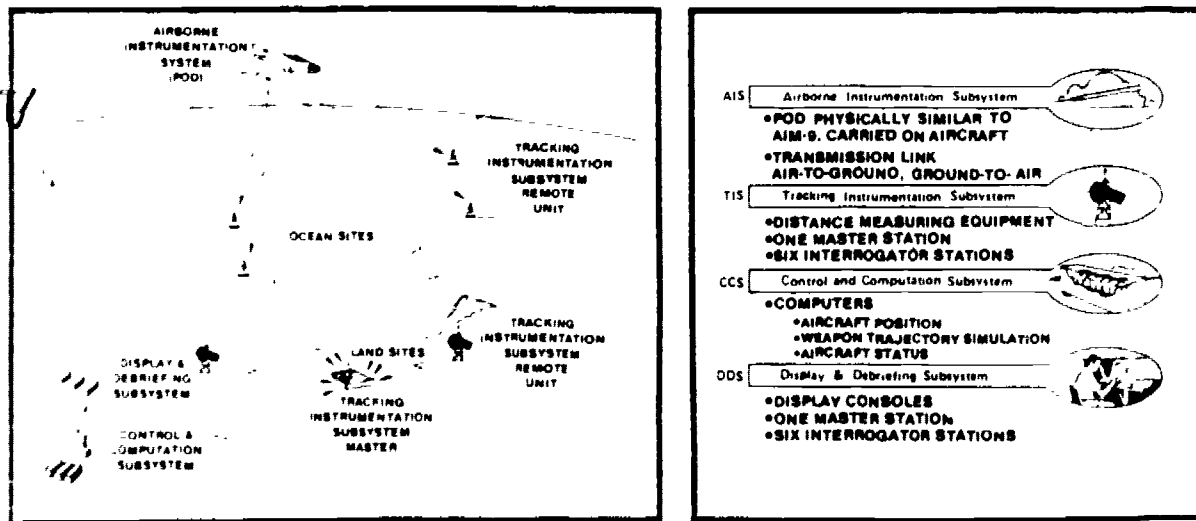 AIRBORNE
INSTRUMENTATION
SYSTEM
(POD)
TRACKING
INSTRUMENTATION
SUBSYSTEM
REMOTE
UNIT
OCEAN SITES
TRACKING
INSTRUMENTATION
SUBSYSTEM
REMOTE
UNIT
LAND SITES
DISPLAY &
DEBRIEFING
SUBSYSTEM
TRACKING
INSTRUMENTATION
SUBSYSTEM
MASTER
CONTROL &
COMPUTATION
SUBSYSTEM
AIS Airborne Instrumentation Subsystem
•POD PHYSICALLY SIMILAR TO
AIM-9. CARRIED ON AIRCRAFT
•TRANSMISSION LINK
AIR-TO-GROUND, GROUND-TO- AIR
TIS Tracking Instrumentation Subsystem
•DISTANCE MEASURING EQUIPMENT
•ONE MASTER STATION
•SIX INTERROGATOR STATIONS
CCS Control and Computation Subsystem
•COMPUTERS
•AIRCRAFT POSITION
•WEAPON TRAJECTORY SIMULATION
•AIRCRAFT STATUS
DDS Display & Debriefing Subsystem
•DISPLAY CONSOLES
•ONE MASTER STATION
•SIX INTERROGATOR STATIONS